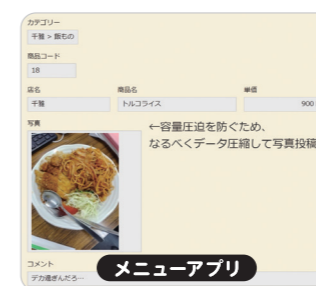 カテゴリー
千雅 > 飯もの
商品コード
18
店名 商品名 単価
千雅 トルコライス 900
写真
←容量圧迫を防ぐため、
なるべくデータ圧縮して写真投稿
コメント
デカ過ぎんだろ…
メニューアプリ